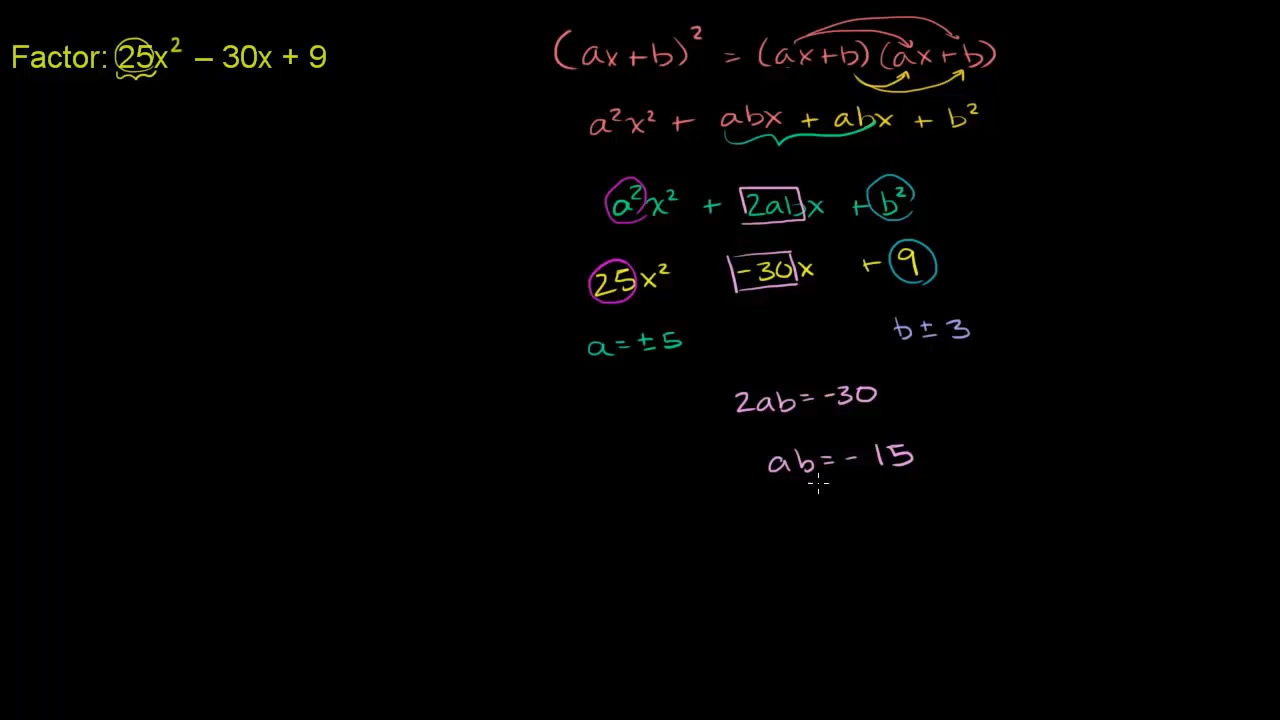 Factor: 25x² – 30x + 9
(ax+b)² = (ax+b)(ax+b)
a²x² + abx + abx + b²
a²x² + 2abx + b²
25x² -30x + 9
a=±5 b±3
2ab=-30
ab=-15